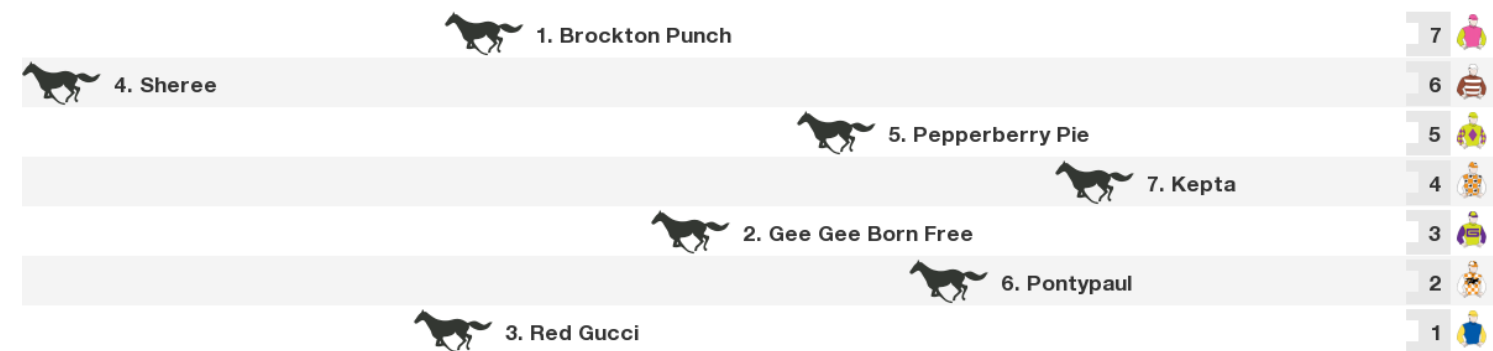 1. Brockton Punch 7
4. Sheree 6
5. Pepperberry Pie 5
7. Kepta 4
2. Gee Gee Born Free 3
6. Pontypaul 2
3. Red Gucci 1